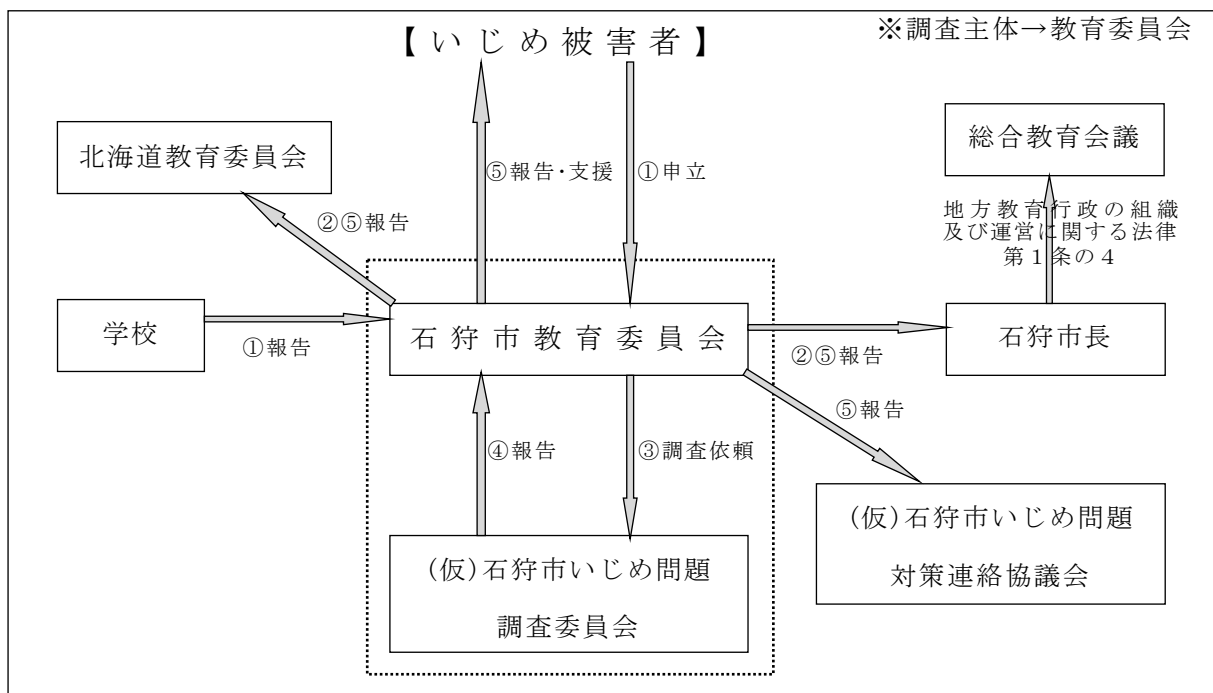 【いじめ被害者】
※調査主体→教育委員会
北海道教育委員会
総合教育会議
⑤報告・支援
①申立
②⑤報告
地方教育行政の組織
及び運営に関する法律
第1条の4
学校
①報告
石狩市教育委員会
②⑤報告
石狩市長
⑤報告
④報告
③調査依頼
(仮)石狩市いじめ問題
調査委員会
(仮)石狩市いじめ問題
対策連絡協議会